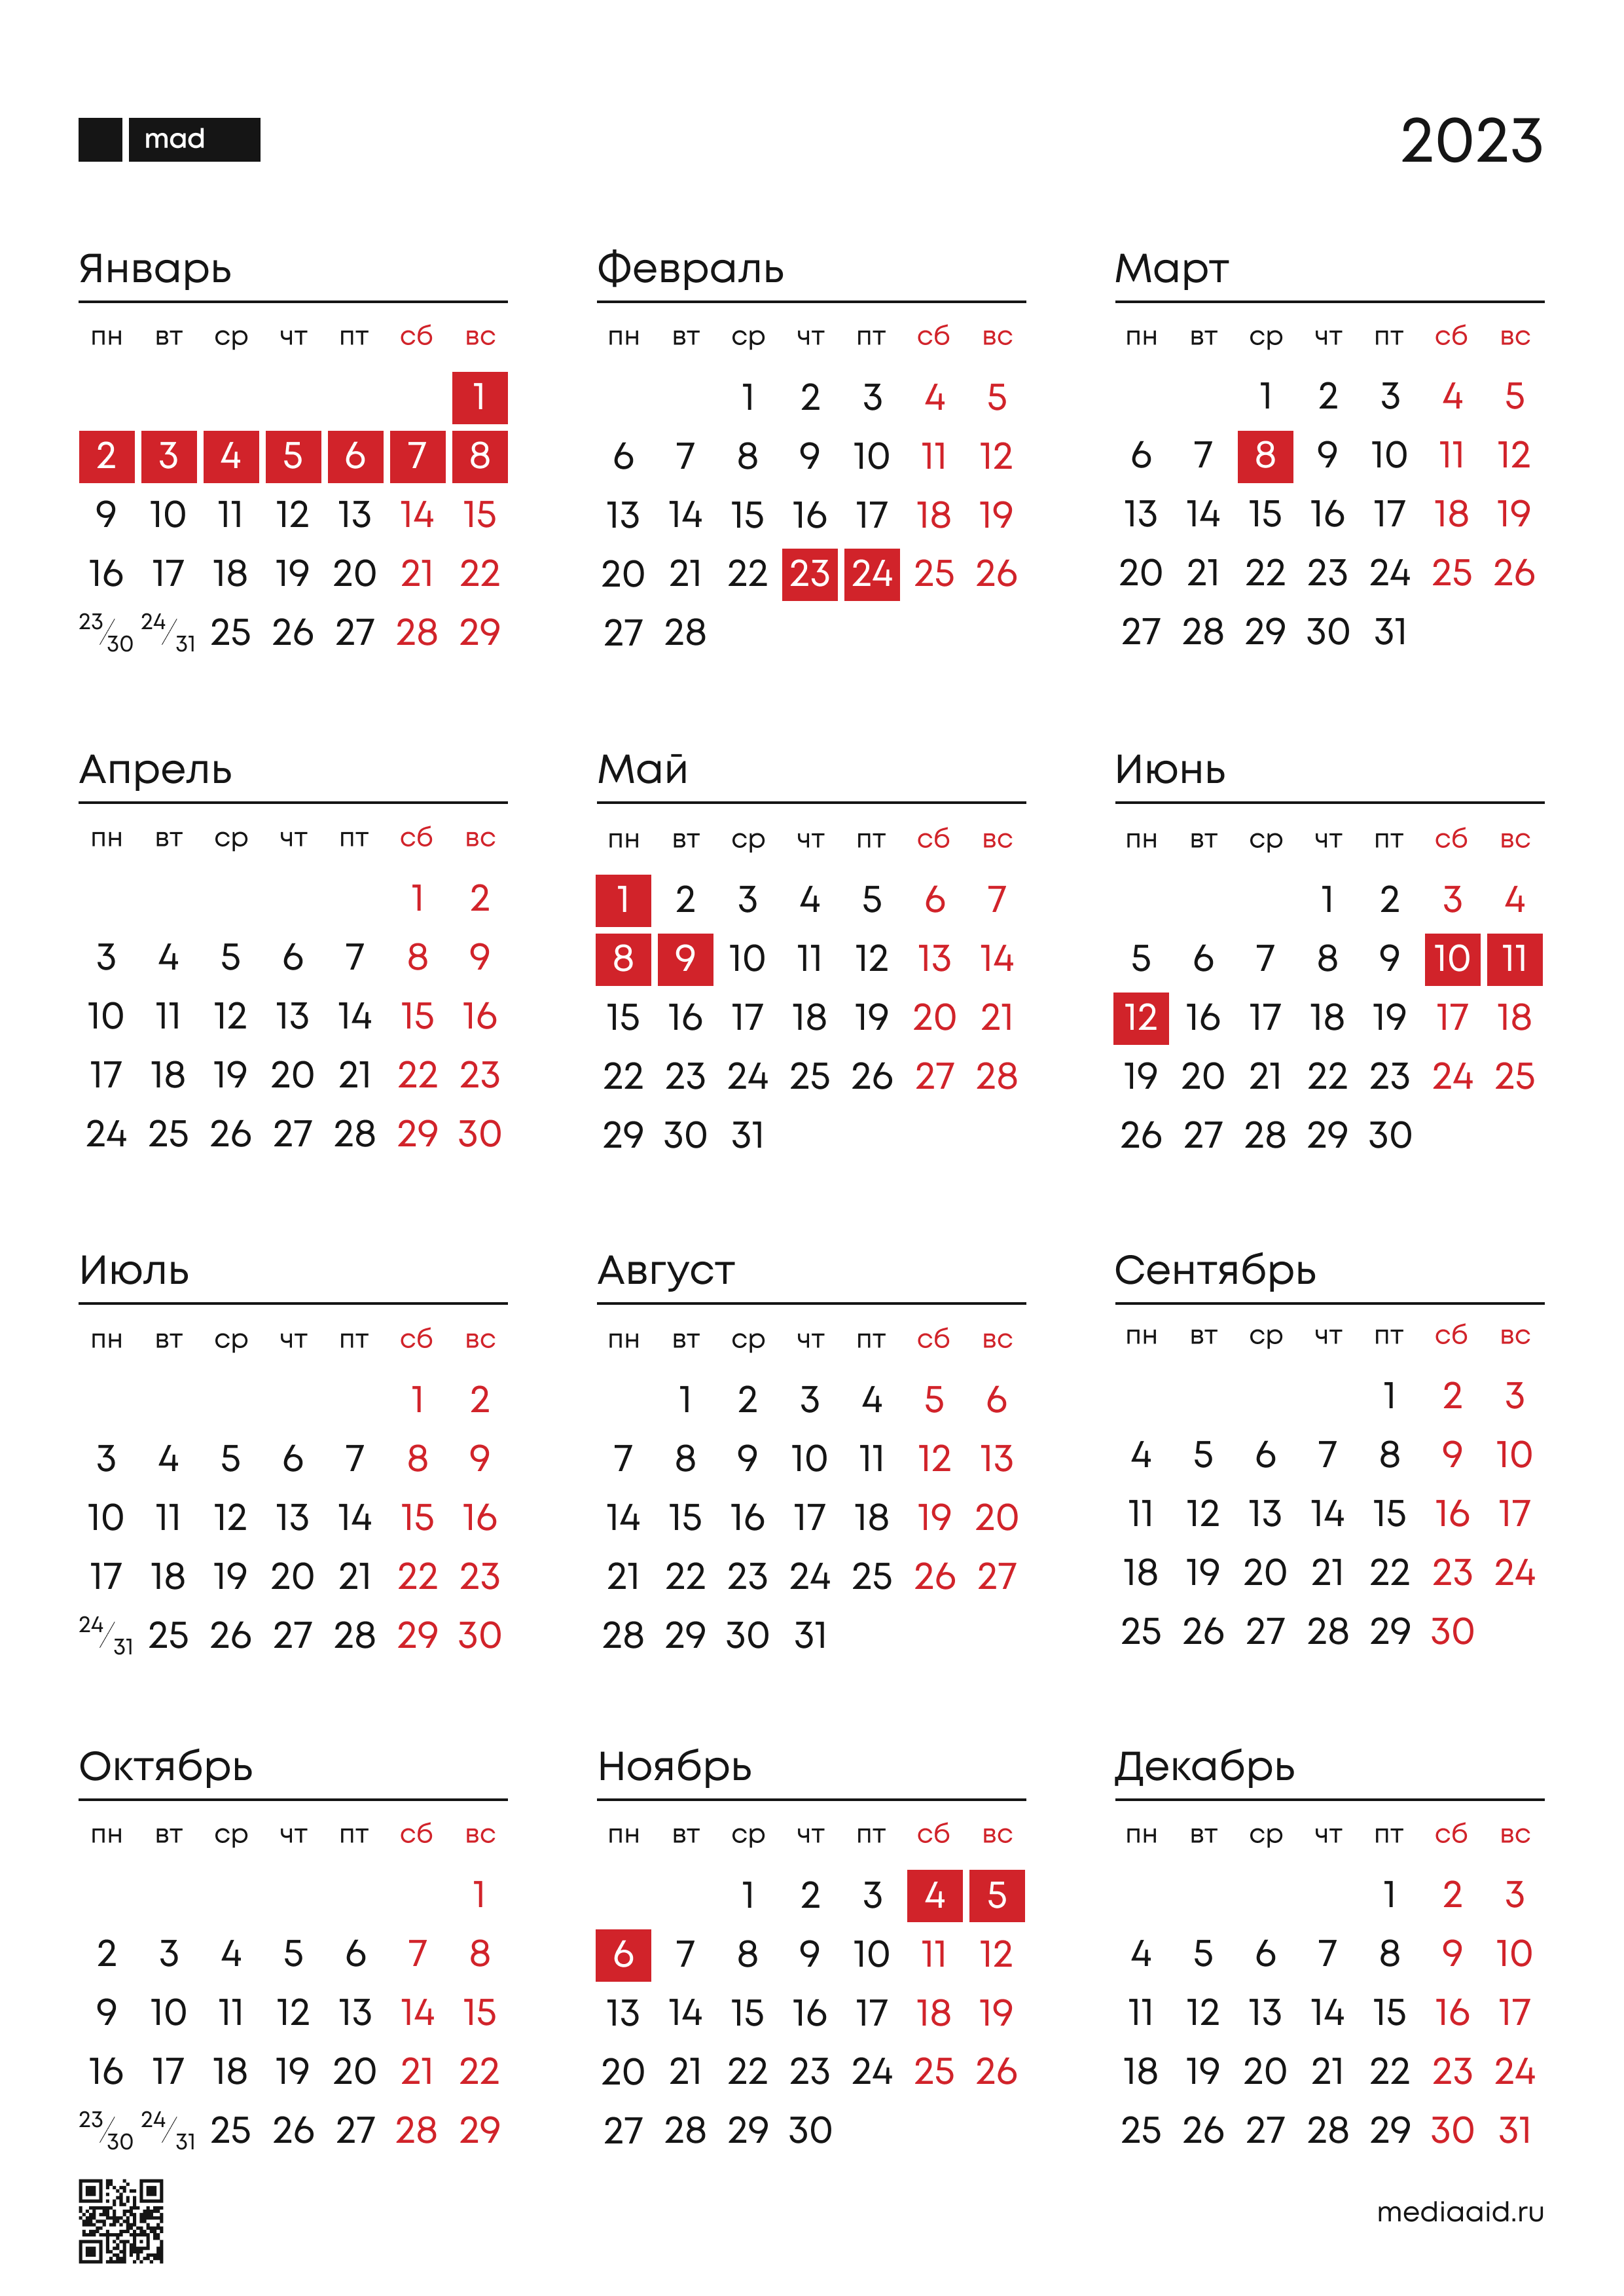 mad 2023
Январь Февраль Март
пн вт ср чт пт сб вс пн вт ср чт пт сб вс пн вт ср чт пт сб вс
1 1 2 3 4 5 1 2 3 4 5
2 3 4 5 6 7 8 6 7 8 9 10 11 12 6 7 8 9 10 11 12
9 10 11 12 13 14 15 13 14 15 16 17 18 19 13 14 15 16 17 18 19
16 17 18 19 20 21 22 20 21 22 23 24 25 26 20 21 22 23 24 25 26
23/30 24/31 25 26 27 28 29 27 28 27 28 29 30 31
Апрель Май Июнь
пн вт ср чт пт сб вс пн вт ср чт пт сб вс пн вт ср чт пт сб вс
1 2 1 2 3 4 5 6 7 1 2 3 4
3 4 5 6 7 8 9 8 9 10 11 12 13 14 5 6 7 8 9 10 11
10 11 12 13 14 15 16 15 16 17 18 19 20 21 12 16 17 18 19 17 18
17 18 19 20 21 22 23 22 23 24 25 26 27 28 19 20 21 22 23 24 25
24 25 26 27 28 29 30 29 30 31 26 27 28 29 30
Июль Август Сентябрь
пн вт ср чт пт сб вс пн вт ср чт пт сб вс пн вт ср чт пт сб вс
1 2 1 2 3 4 5 6 1 2 3
3 4 5 6 7 8 9 7 8 9 10 11 12 13 4 5 6 7 8 9 10
10 11 12 13 14 15 16 14 15 16 17 18 19 20 11 12 13 14 15 16 17
17 18 19 20 21 22 23 21 22 23 24 25 26 27 18 19 20 21 22 23 24
24/31 25 26 27 28 29 30 28 29 30 31 25 26 27 28 29 30
Октябрь Ноябрь Декабрь
пн вт ср чт пт сб вс пн вт ср чт пт сб вс пн вт ср чт пт сб вс
1 1 2 3 4 5 1 2 3
2 3 4 5 6 7 8 6 7 8 9 10 11 12 4 5 6 7 8 9 10
9 10 11 12 13 14 15 13 14 15 16 17 18 19 11 12 13 14 15 16 17
16 17 18 19 20 21 22 20 21 22 23 24 25 26 18 19 20 21 22 23 24
23/30 24/31 25 26 27 28 29 27 28 29 30 25 26 27 28 29 30 31
mediaaid.ru